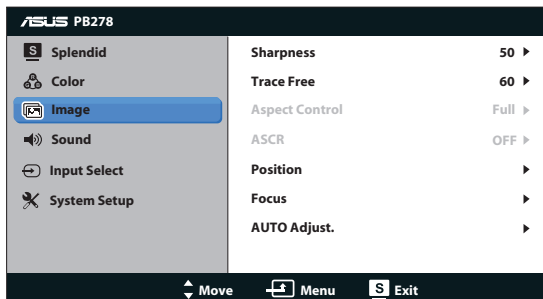 ASUS PB278
S Splendid
Color
Image
Sound
Input Select
System Setup
Sharpness 50
Trace Free 60
Aspect Control Full
ASCR OFF
Position
Focus
AUTO Adjust.
Move Menu S Exit